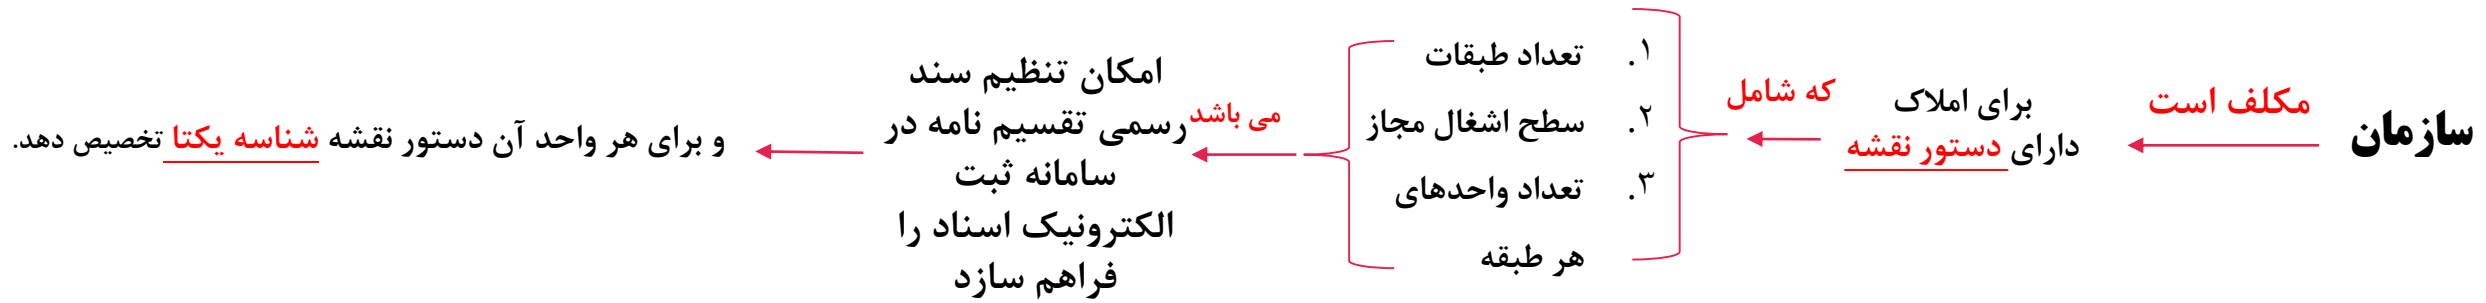 سازمان
مکلف است
برای املاک
دارای دستور نقشه
که شامل
۱. تعداد طبقات
۲. سطح اشغال مجاز
۳. تعداد واحدهای
هر طبقه
می باشد
امکان تنظیم سند
رسمی تقسیم نامه در
سامانه ثبت
الکترونیک اسناد را
فراهم سازد
و برای هر واحد آن دستور نقشه شناسه یکتا تخصیص دهد.